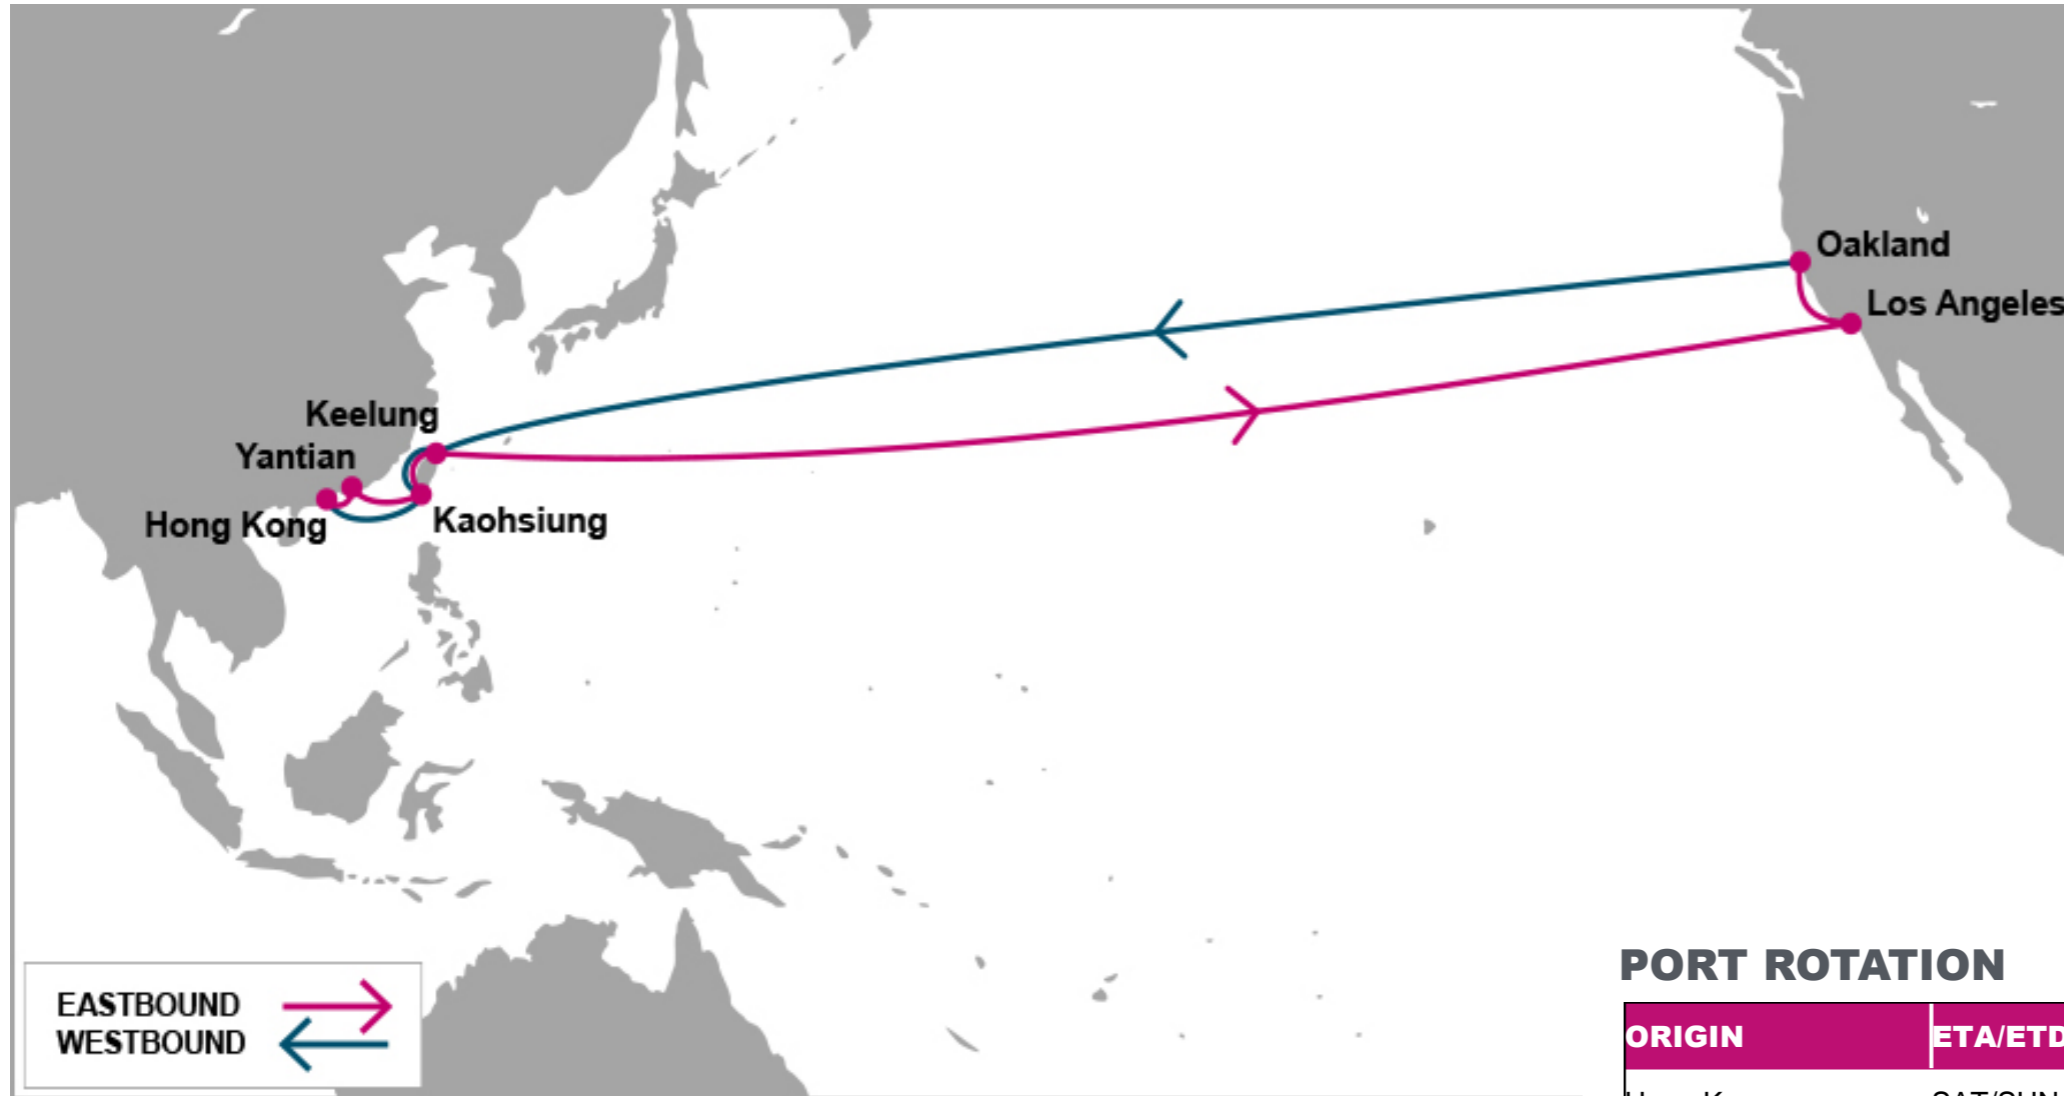 Oakland
Los Angeles
Keelung
Yantian
Hong Kong
Kaohsiung
EASTBOUND
WESTBOUND
PORT ROTATION
ORIGIN ETA/ETD